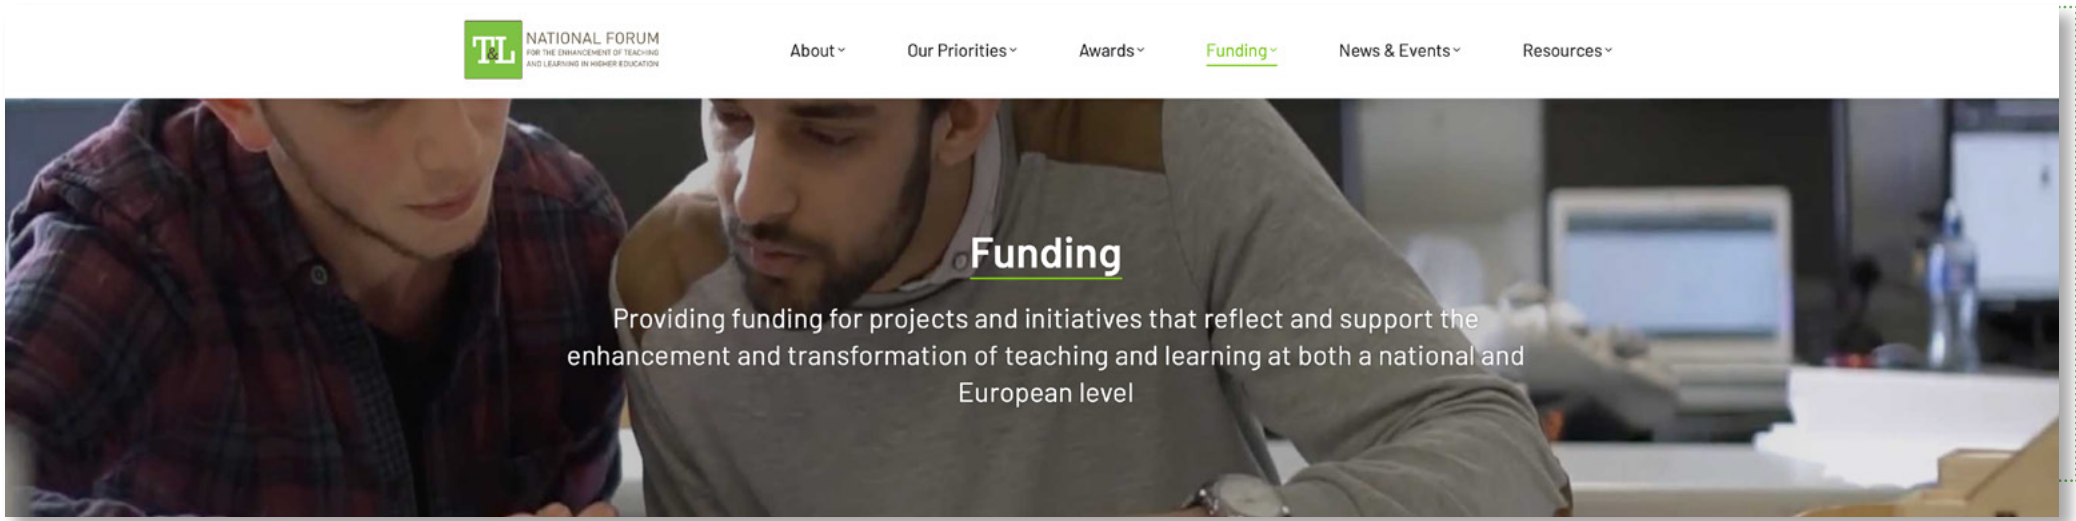 T&L
NATIONAL FORUM
FOR THE ENHANCEMENT OF TEACHING
AND LEARNING IN HIGHER EDUCATION
About
Our Priorities
Awards
Funding
News & Events
Resources
Funding
Providing funding for projects and initiatives that reflect and support the
enhancement and transformation of teaching and learning at both a national and
European level